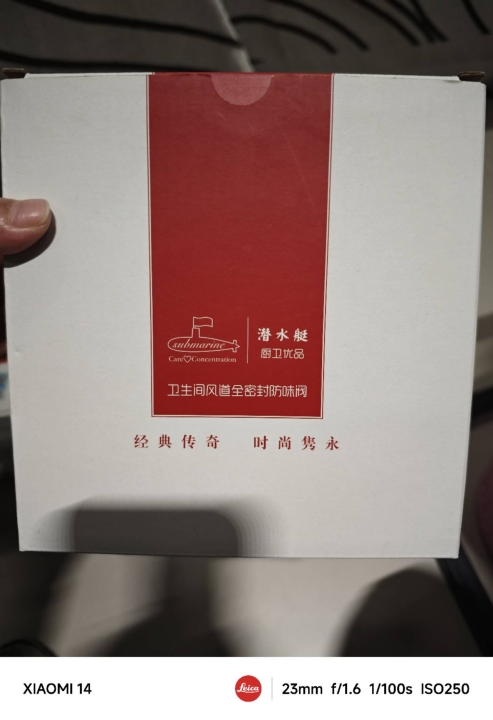 submarine
Care♡Concentration
潜水艇
厨卫优品
卫生间风道全密封防味阀
经典传奇 时尚隽永
XIAOMI 14
Leica
23mm f/1.6 1/100s ISO250